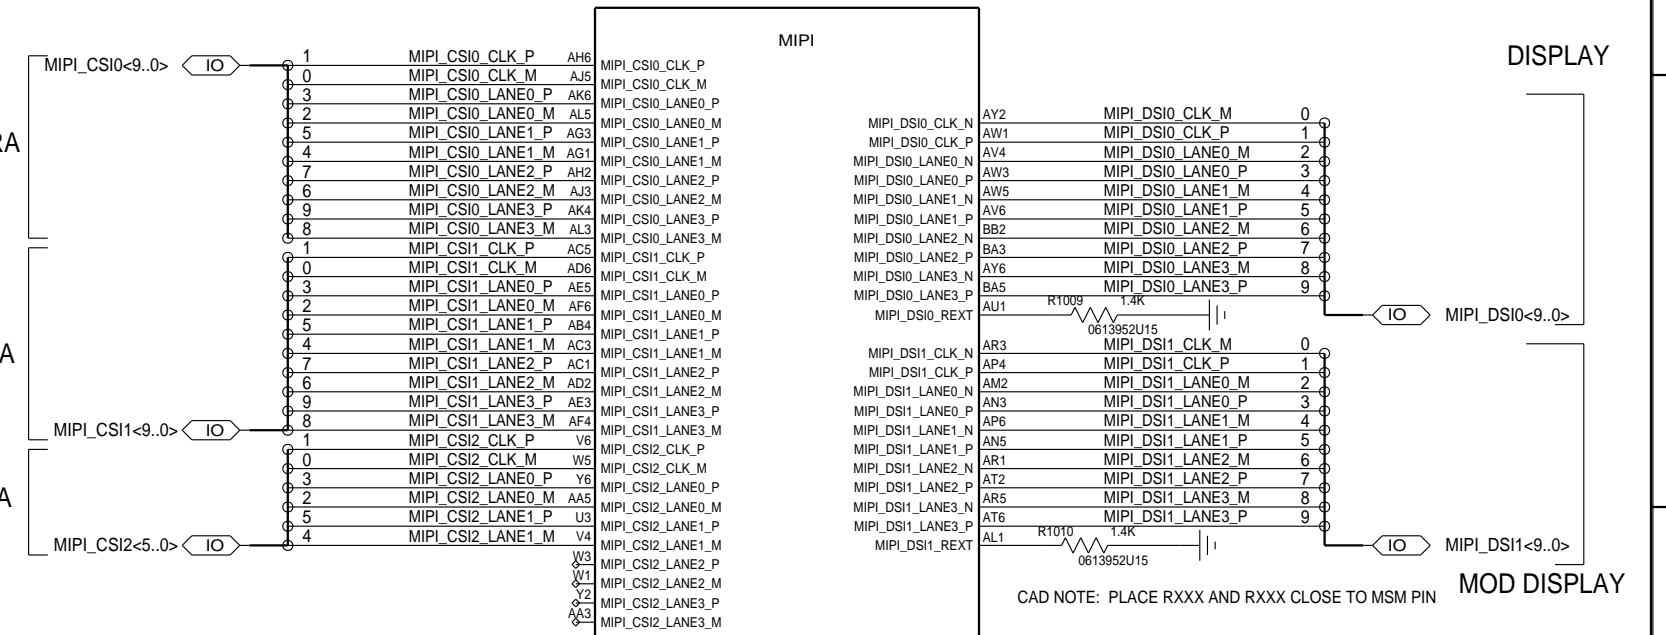 MIPI
DISPLAY
MIPI_CSI0<9..0> IO
RA
1 MIPI_CSI0_CLK_P AH6 MIPI_CSI0_CLK_P
0 MIPI_CSI0_CLK_M AJ5 MIPI_CSI0_CLK_M
3 MIPI_CSI0_LANE0_P AK6 MIPI_CSI0_LANE0_P
2 MIPI_CSI0_LANE0_M AL5 MIPI_CSI0_LANE0_M
5 MIPI_CSI0_LANE1_P AG3 MIPI_CSI0_LANE1_P
4 MIPI_CSI0_LANE1_M AG1 MIPI_CSI0_LANE1_M
7 MIPI_CSI0_LANE2_P AH2 MIPI_CSI0_LANE2_P
6 MIPI_CSI0_LANE2_M AJ3 MIPI_CSI0_LANE2_M
9 MIPI_CSI0_LANE3_P AK4 MIPI_CSI0_LANE3_P
8 MIPI_CSI0_LANE3_M AL3 MIPI_CSI0_LANE3_M
A
1 MIPI_CSI1_CLK_P AC5 MIPI_CSI1_CLK_P
0 MIPI_CSI1_CLK_M AD6 MIPI_CSI1_CLK_M
3 MIPI_CSI1_LANE0_P AE5 MIPI_CSI1_LANE0_P
2 MIPI_CSI1_LANE0_M AF6 MIPI_CSI1_LANE0_M
5 MIPI_CSI1_LANE1_P AB4 MIPI_CSI1_LANE1_P
4 MIPI_CSI1_LANE1_M AC3 MIPI_CSI1_LANE1_M
7 MIPI_CSI1_LANE2_P AC1 MIPI_CSI1_LANE2_P
6 MIPI_CSI1_LANE2_M AD2 MIPI_CSI1_LANE2_M
9 MIPI_CSI1_LANE3_P AE3 MIPI_CSI1_LANE3_P
8 MIPI_CSI1_LANE3_M AF4 MIPI_CSI1_LANE3_M
MIPI_CSI1<9..0> IO
A
1 MIPI_CSI2_CLK_P V6 MIPI_CSI2_CLK_P
0 MIPI_CSI2_CLK_M W5 MIPI_CSI2_CLK_M
3 MIPI_CSI2_LANE0_P Y6 MIPI_CSI2_LANE0_P
2 MIPI_CSI2_LANE0_M AA5 MIPI_CSI2_LANE0_M
5 MIPI_CSI2_LANE1_P U3 MIPI_CSI2_LANE1_P
4 MIPI_CSI2_LANE1_M V4 MIPI_CSI2_LANE1_M
MIPI_CSI2<5..0> IO
W3 MIPI_CSI2_LANE2_P
W1 MIPI_CSI2_LANE2_M
Y2 MIPI_CSI2_LANE3_P
AA3 MIPI_CSI2_LANE3_M
MIPI_DSI0_CLK_N AY2 MIPI_DSI0_CLK_M 0
MIPI_DSI0_CLK_P AW1 MIPI_DSI0_CLK_P 1
MIPI_DSI0_LANE0_N AV4 MIPI_DSI0_LANE0_M 2
MIPI_DSI0_LANE0_P AW3 MIPI_DSI0_LANE0_P 3
MIPI_DSI0_LANE1_N AW5 MIPI_DSI0_LANE1_M 4
MIPI_DSI0_LANE1_P AV6 MIPI_DSI0_LANE1_P 5
MIPI_DSI0_LANE2_N BB2 MIPI_DSI0_LANE2_M 6
MIPI_DSI0_LANE2_P BA3 MIPI_DSI0_LANE2_P 7
MIPI_DSI0_LANE3_N AY6 MIPI_DSI0_LANE3_M 8
MIPI_DSI0_LANE3_P BA5 MIPI_DSI0_LANE3_P 9
MIPI_DSI0_REXT AU1 R1009 1.4K
0613952U15
IO MIPI_DSI0<9..0>
MIPI_DSI1_CLK_N AR3 MIPI_DSI1_CLK_M 0
MIPI_DSI1_CLK_P AP4 MIPI_DSI1_CLK_P 1
MIPI_DSI1_LANE0_N AM2 MIPI_DSI1_LANE0_M 2
MIPI_DSI1_LANE0_P AN3 MIPI_DSI1_LANE0_P 3
MIPI_DSI1_LANE1_N AP6 MIPI_DSI1_LANE1_M 4
MIPI_DSI1_LANE1_P AN5 MIPI_DSI1_LANE1_P 5
MIPI_DSI1_LANE2_N AR1 MIPI_DSI1_LANE2_M 6
MIPI_DSI1_LANE2_P AT2 MIPI_DSI1_LANE2_P 7
MIPI_DSI1_LANE3_N AR5 MIPI_DSI1_LANE3_M 8
MIPI_DSI1_LANE3_P AT6 MIPI_DSI1_LANE3_P 9
MIPI_DSI1_REXT AL1 R1010 1.4K
0613952U15
IO MIPI_DSI1<9..0>
MOD DISPLAY
CAD NOTE: PLACE RXXX AND RXXX CLOSE TO MSM PIN